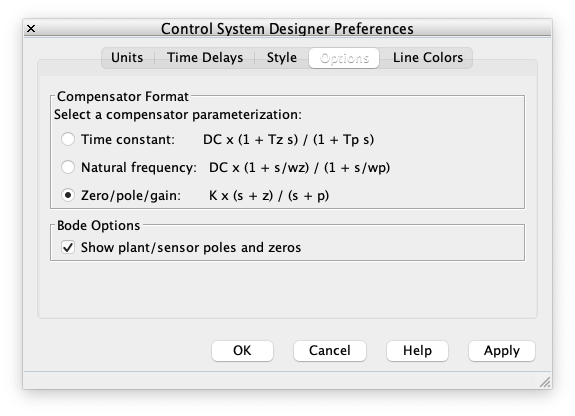 Control System Designer Preferences
Units Time Delays Style Options Line Colors
Compensator Format
Select a compensator parameterization:
Time constant: DC x (1 + Tz s) / (1 + Tp s)
Natural frequency: DC x (1 + s/wz) / (1 + s/wp)
Zero/pole/gain: K x (s + z) / (s + p)
Bode Options
Show plant/sensor poles and zeros
OK Cancel Help Apply